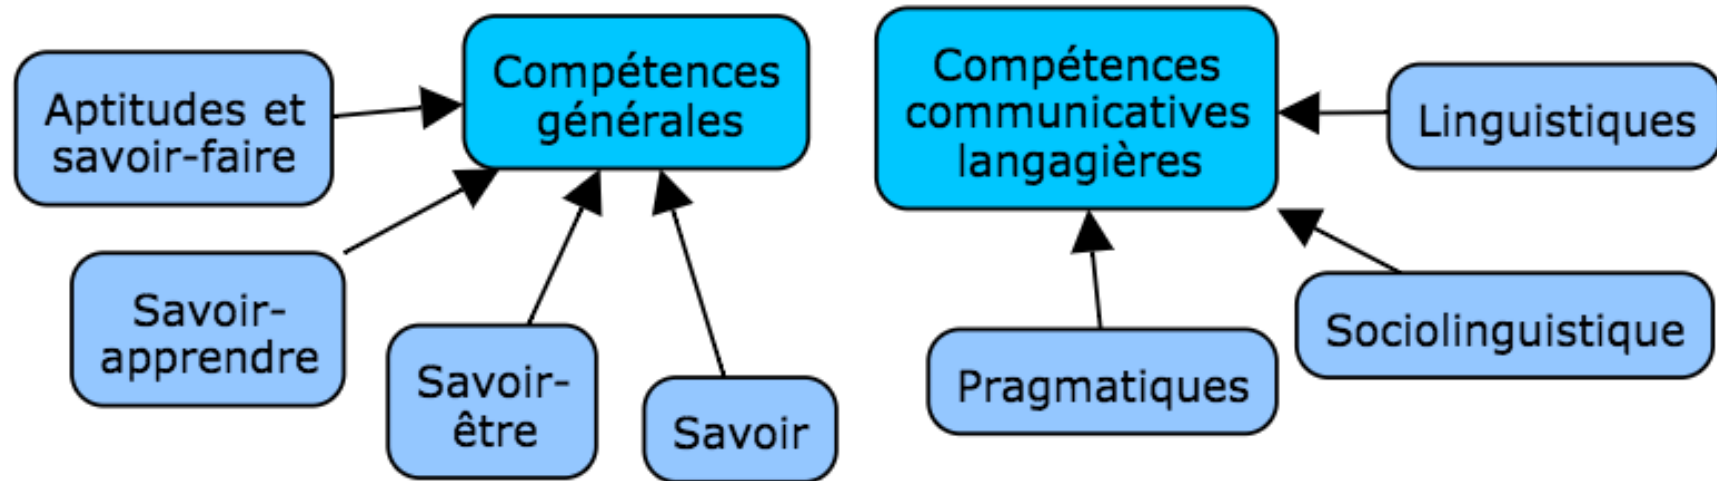 Compétences
générales
Aptitudes et
savoir-faire
Savoir-
apprendre
Savoir-
être
Savoir
Compétences
communicatives
langagières
Linguistiques
Sociolinguistique
Pragmatiques